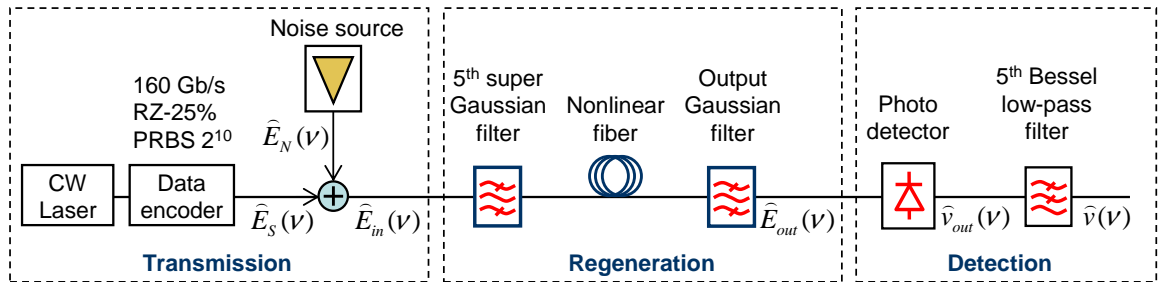 Noise source
160 Gb/s
RZ-25%
PRBS 2¹⁰
Ê_N(ν)
CW
Laser
Data
encoder
Ê_S(ν)
+
Ê_in(ν)
Transmission
5th super
Gaussian
filter
Nonlinear
fiber
Output
Gaussian
filter
Ê_out(ν)
Regeneration
Photo
detector
5th Bessel
low-pass
filter
v̂_out(ν)
v̂(ν)
Detection